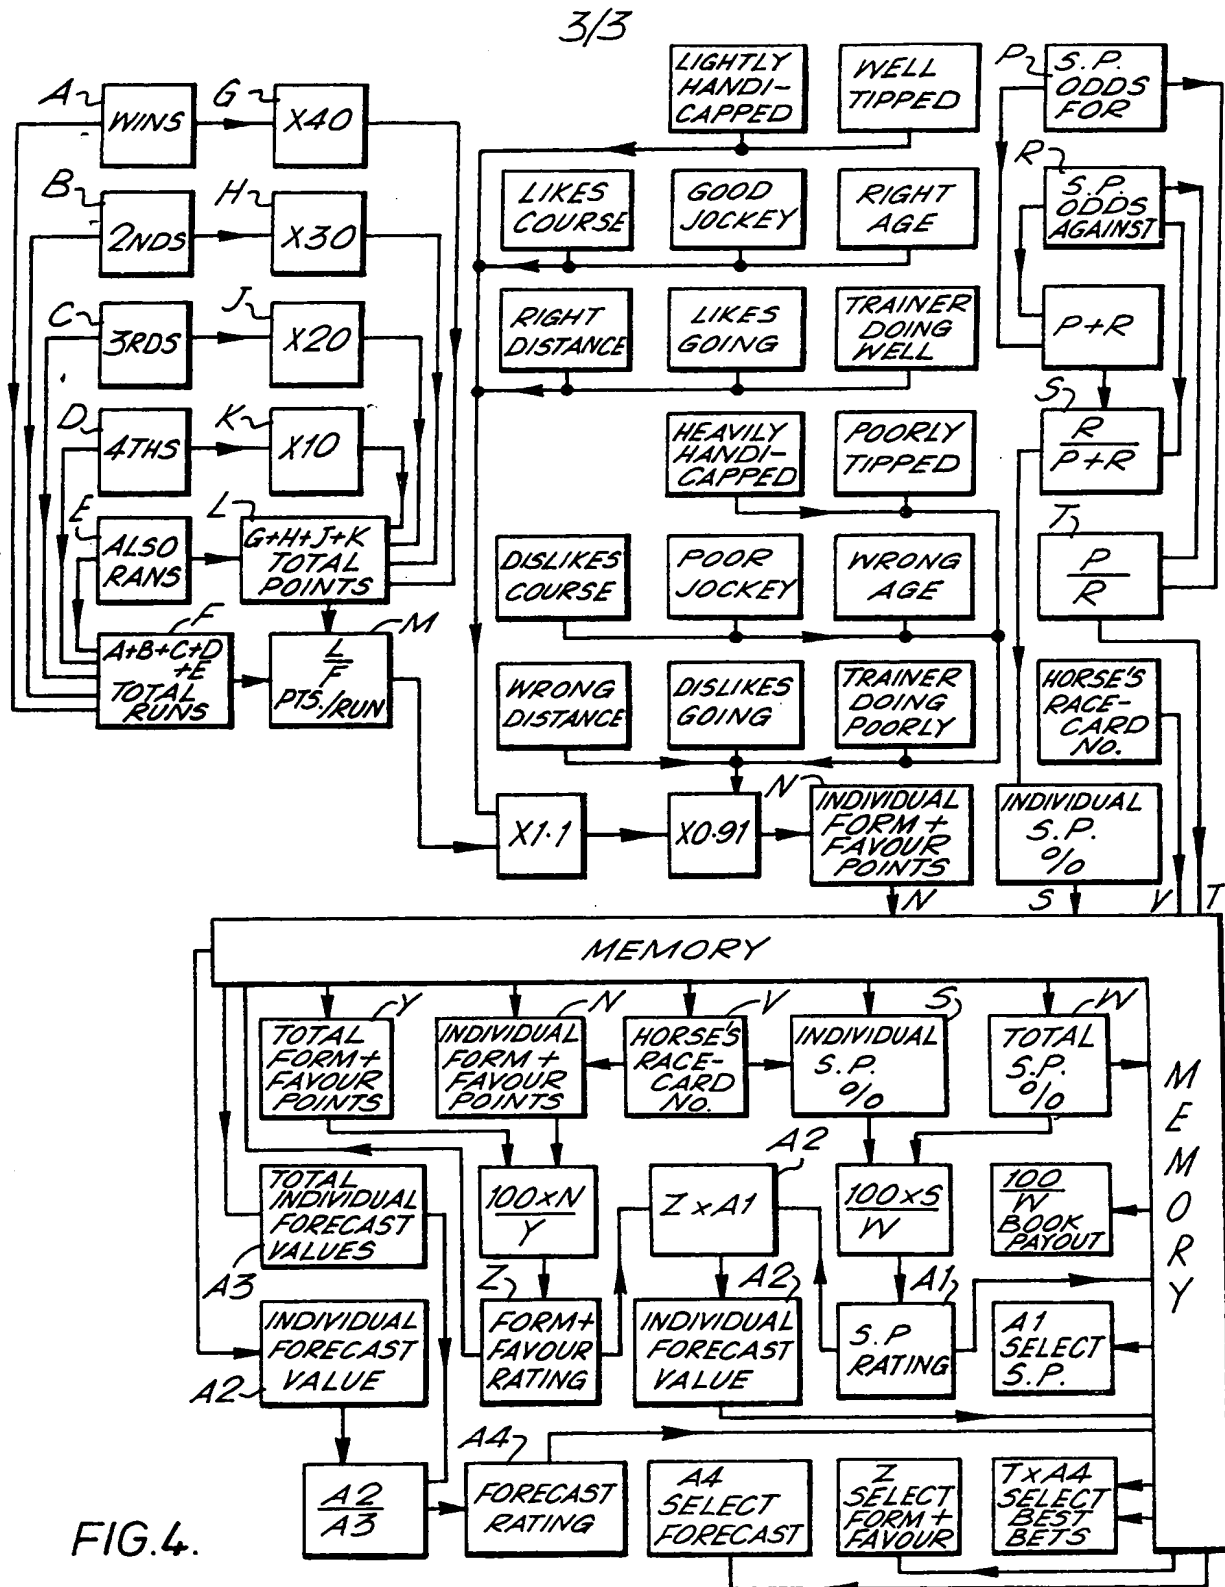 3/3
A
WINS
G
X40
B
2NDS
H
X30
C
3RDS
J
X20
D
4THS
K
X10
E
ALSO
RANS
L
G+H+J+K
TOTAL
POINTS
F
A+B+C+D
+E
TOTAL
RUNS
M
L
F
PTS./RUN
LIGHTLY
HANDI-
CAPPED
WELL
TIPPED
LIKES
COURSE
GOOD
JOCKEY
RIGHT
AGE
RIGHT
DISTANCE
LIKES
GOING
TRAINER
DOING
WELL
HEAVILY
HANDI-
CAPPED
POORLY
TIPPED
DISLIKES
COURSE
POOR
JOCKEY
WRONG
AGE
WRONG
DISTANCE
DISLIKES
GOING
TRAINER
DOING
POORLY
X1·1
X0·91
N
INDIVIDUAL
FORM+
FAVOUR
POINTS
P
S.P.
ODDS
FOR
R
S.P.
ODDS
AGAINST
P+R
S
R
P+R
T
P
R
HORSE'S
RACE-
CARD
No.
INDIVIDUAL
S.P.
%
N
S
V
T
MEMORY
Y
TOTAL
FORM+
FAVOUR
POINTS
N
INDIVIDUAL
FORM+
FAVOUR
POINTS
V
HORSE'S
RACE-
CARD
No.
S
INDIVIDUAL
S.P.
%
W
TOTAL
S.P.
%
MEMORY
A3
TOTAL
INDIVIDUAL
FORECAST
VALUES
100×N
Y
A2
Z×A1
100×S
W
100
W
BOOK
PAYOUT
A2
INDIVIDUAL
FORECAST
VALUE
Z
FORM+
FAVOUR
RATING
A2
INDIVIDUAL
FORECAST
VALUE
A1
S.P
RATING
A1
SELECT
S.P.
A2
A3
A4
FORECAST
RATING
A4
SELECT
FORECAST
Z
SELECT
FORM+
FAVOUR
T×A4
SELECT
BEST
BETS
FIG.4.